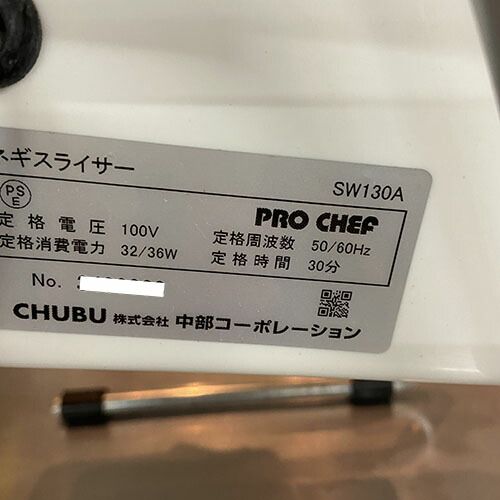 ネギスライサー SW130A
PS E
PRO CHEF
定格電圧 100V 定格周波数 50/60Hz
定格消費電力 32/36W 定格時間 30分
No.
CHUBU 株式会社 中部コーポレーション